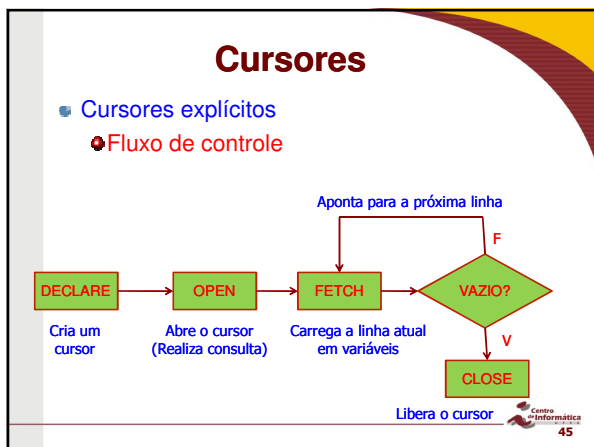 Cursores
Cursores explícitos
Fluxo de controle
Aponta para a próxima linha
F
DECLARE
OPEN
FETCH
VAZIO?
Cria um
cursor
Abre o cursor
(Realiza consulta)
Carrega a linha atual
em variáveis
V
CLOSE
Libera o cursor
Centro
de Informática
UFPE
45